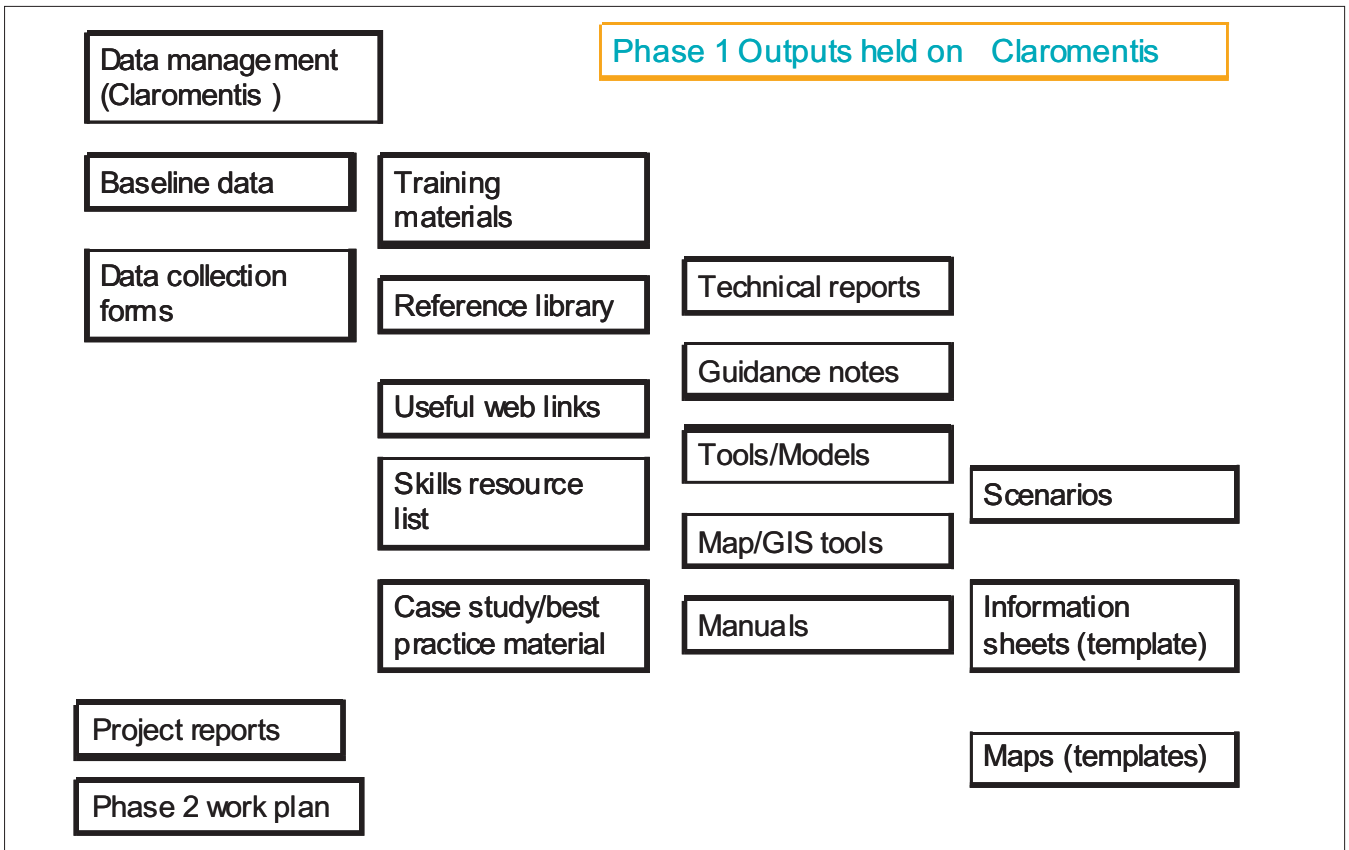 Phase 1 Outputs held on Claromentis
Data management
(Claromentis )
Baseline data
Data collection
forms
Training
materials
Reference library
Useful web links
Skills resource
list
Case study/best
practice material
Technical reports
Guidance notes
Tools/Models
Map/GIS tools
Manuals
Scenarios
Information
sheets (template)
Maps (templates)
Project reports
Phase 2 work plan